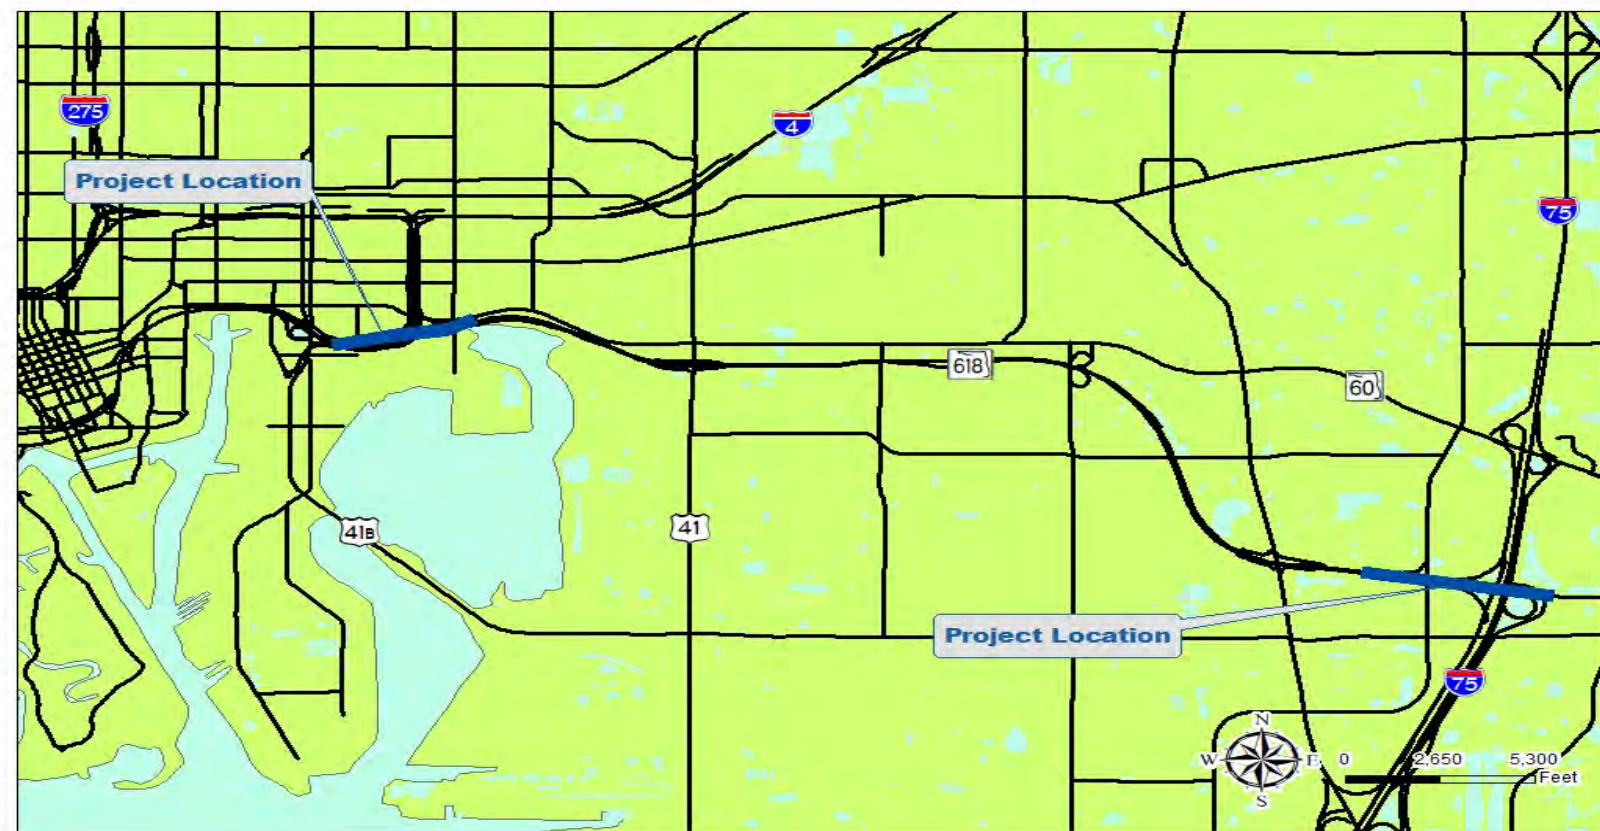 275
4
Project Location
75
618
60
41B
41
Project Location
75
N
W E
S
0 2,650 5,300
Feet